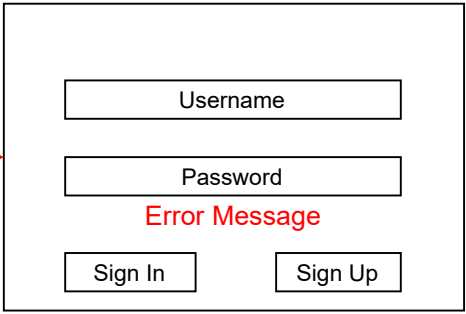 Username
Password
Error Message
Sign In Sign Up